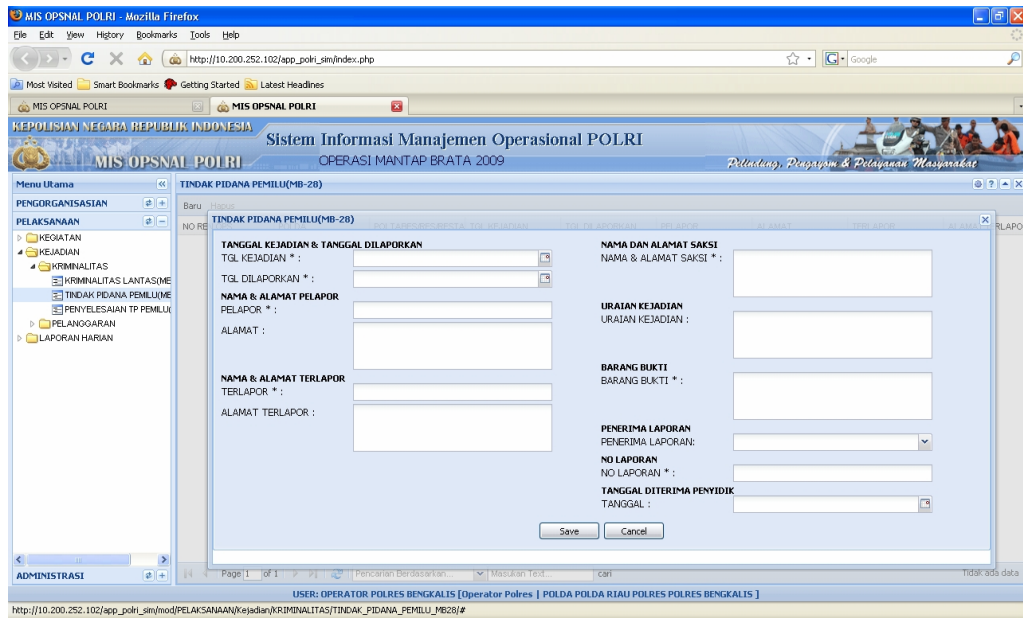 MIS OPSNAL POLRI - Mozilla Firefox
File Edit View History Bookmarks Tools Help
http://10.200.252.102/app_polri_sim/index.php
Google
Most Visited Smart Bookmarks Getting Started Latest Headlines
MIS OPSNAL POLRI
MIS OPSNAL POLRI
KEPOLISIAN NEGARA REPUBLIK INDONESIA
MIS OPSNAL POLRI
Sistem Informasi Manajemen Operasional POLRI
OPERASI MANTAP BRATA 2009
Pelindung, Pengayom & Pelayanan Masyarakat
Menu Utama
PENGORGANISASIAN
PELAKSANAAN
KEGIATAN
KEJADIAN
KRIMINALITAS
KRIMINALITAS LANTAS(ME
TINDAK PIDANA PEMILU(ME
PENYELESAIAN TP PEMILU(
PELANGGARAN
LAPORAN HARIAN
ADMINISTRASI
TINDAK PIDANA PEMILU(MB-28)
Baru Hapus
NO RE
RLAPO
TINDAK PIDANA PEMILU(MB-28)
TANGGAL KEJADIAN & TANGGAL DILAPORKAN
TGL KEJADIAN * :
TGL DILAPORKAN * :
NAMA & ALAMAT PELAPOR
PELAPOR * :
ALAMAT :
NAMA & ALAMAT TERLAPOR
TERLAPOR * :
ALAMAT TERLAPOR :
NAMA DAN ALAMAT SAKSI
NAMA & ALAMAT SAKSI * :
URAIAN KEJADIAN
URAIAN KEJADIAN :
BARANG BUKTI
BARANG BUKTI * :
PENERIMA LAPORAN
PENERIMA LAPORAN:
NO LAPORAN
NO LAPORAN * :
TANGGAL DITERIMA PENYIDIK
TANGGAL :
Save Cancel
Page 1 of 1 Pencarian Berdasarkan... Masukan Text... cari Tidak ada data
USER: OPERATOR POLRES BENGKALIS [Operator Polres | POLDA POLDA RIAU POLRES POLRES BENGKALIS ]
http://10.200.252.102/app_polri_sim/mod/PELAKSANAAN/Kejadian/KRIMINALITAS/TINDAK_PIDANA_PEMILU_MB28/#